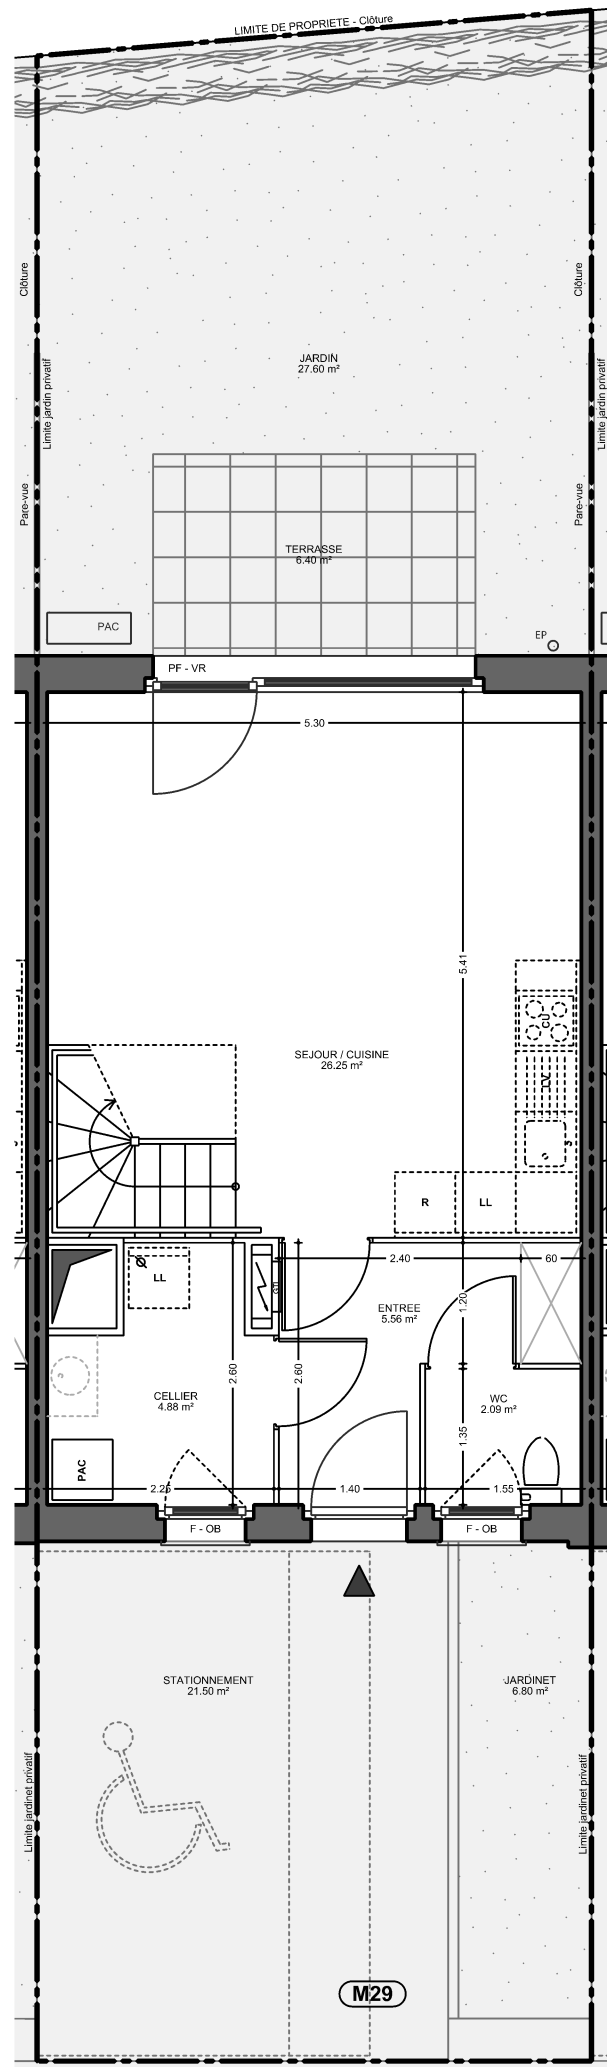 LIMITE DE PROPRIETE - Clôture
Clôture
Clôture
JARDIN
27.60 m²
Limite jardin privatif
Limite jardin privatif
Pare-vue
Pare-vue
TERRASSE
6.40 m²
PAC
EP
PF - VR
5.30
5.41
CU
LV
SEJOUR / CUISINE
26.25 m²
R
LL
2.40
60
LL
GTL
ENTREE
5.56 m²
1.20
2.60
2.60
CELLIER
4.88 m²
WC
2.09 m²
1.35
PAC
2.25
1.40
1.55
F - OB
F - OB
STATIONNEMENT
21.50 m²
JARDINET
6.80 m²
Limite jardinet privatif
Limite jardinet privatif
M29